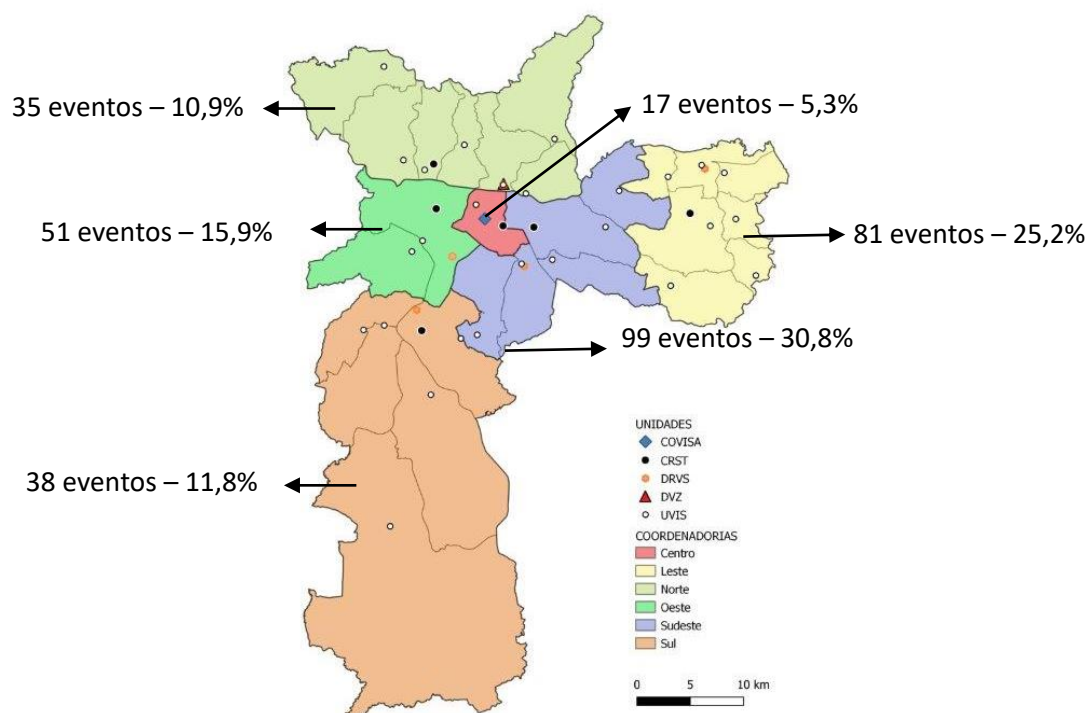 35 eventos – 10,9%
17 eventos – 5,3%
51 eventos – 15,9%
81 eventos – 25,2%
99 eventos – 30,8%
38 eventos – 11,8%
UNIDADES
COVISA
CRST
DRVS
DVZ
UVIS
COORDENADORIAS
Centro
Leste
Norte
Oeste
Sudeste
Sul
0 5 10 km